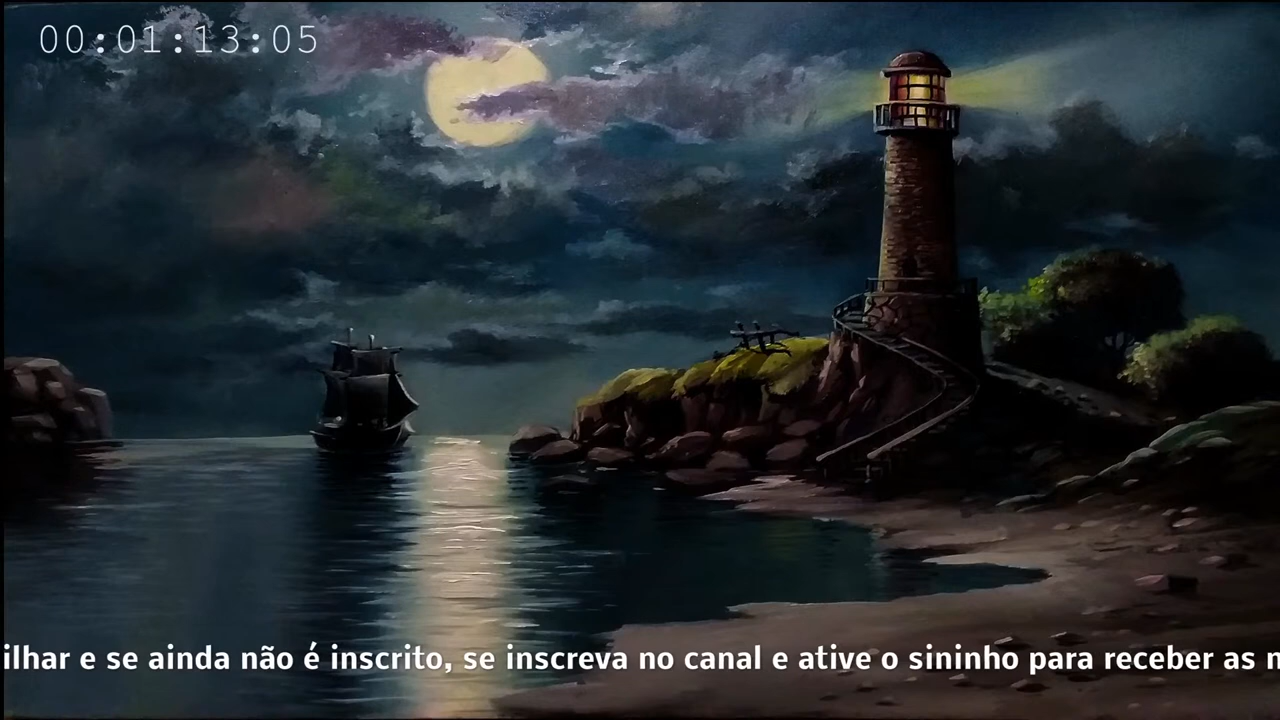 00:01:13:05
ilhar e se ainda não é inscrito, se inscreva no canal e ative o sininho para receber as